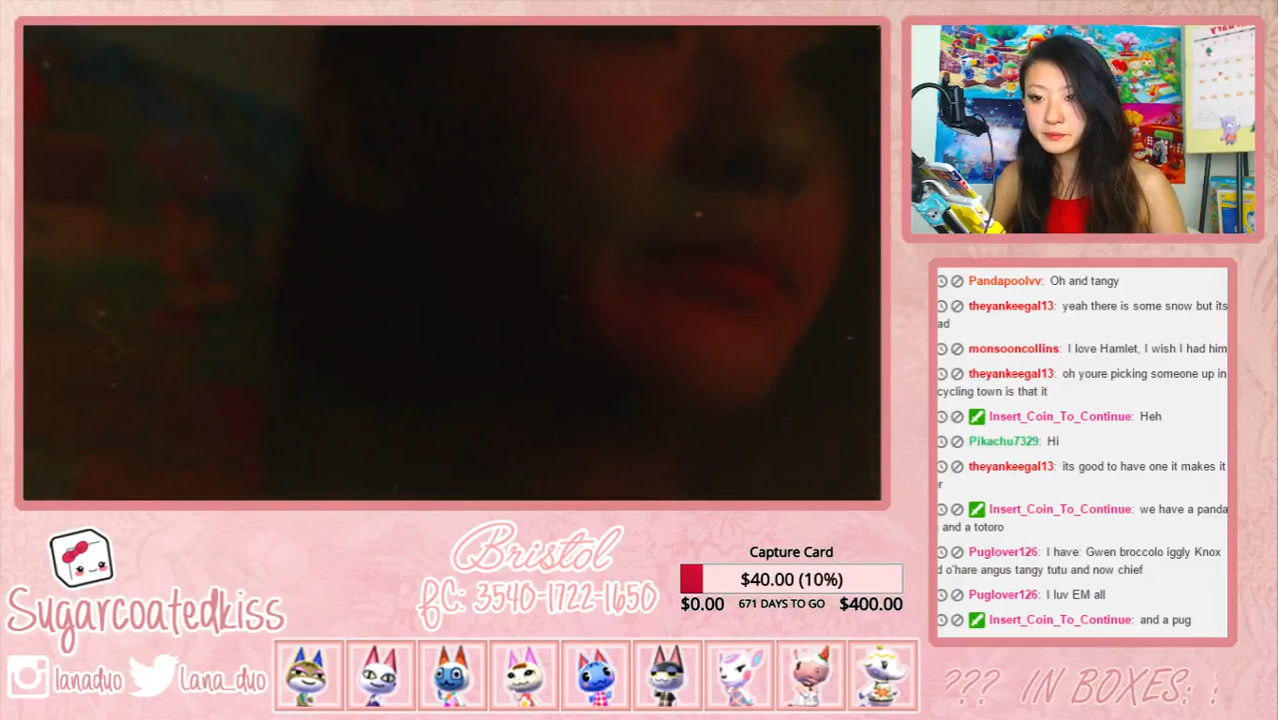 Pandapoolvv: Oh and tangy
theyankeegal13: yeah there is some snow but its
ad
monsooncollins: I love Hamlet, I wish I had him
theyankeegal13: oh youre picking someone up in
cycling town is that it
Insert_Coin_To_Continue: Heh
Pikachu7329: Hi
theyankeegal13: its good to have one it makes it
r
Insert_Coin_To_Continue: we have a panda
and a totoro
Puglover126: I have: Gwen broccolo iggly Knox
d o'hare angus tangy tutu and now chief
Puglover126: I luv EM all
Insert_Coin_To_Continue: and a pug
Bristol
FC: 3540-1722-1650
Capture Card
$40.00 (10%)
$0.00 671 DAYS TO GO $400.00
Sugarcoatedkiss
lanaduo Lana_duo
??? IN BOXES: